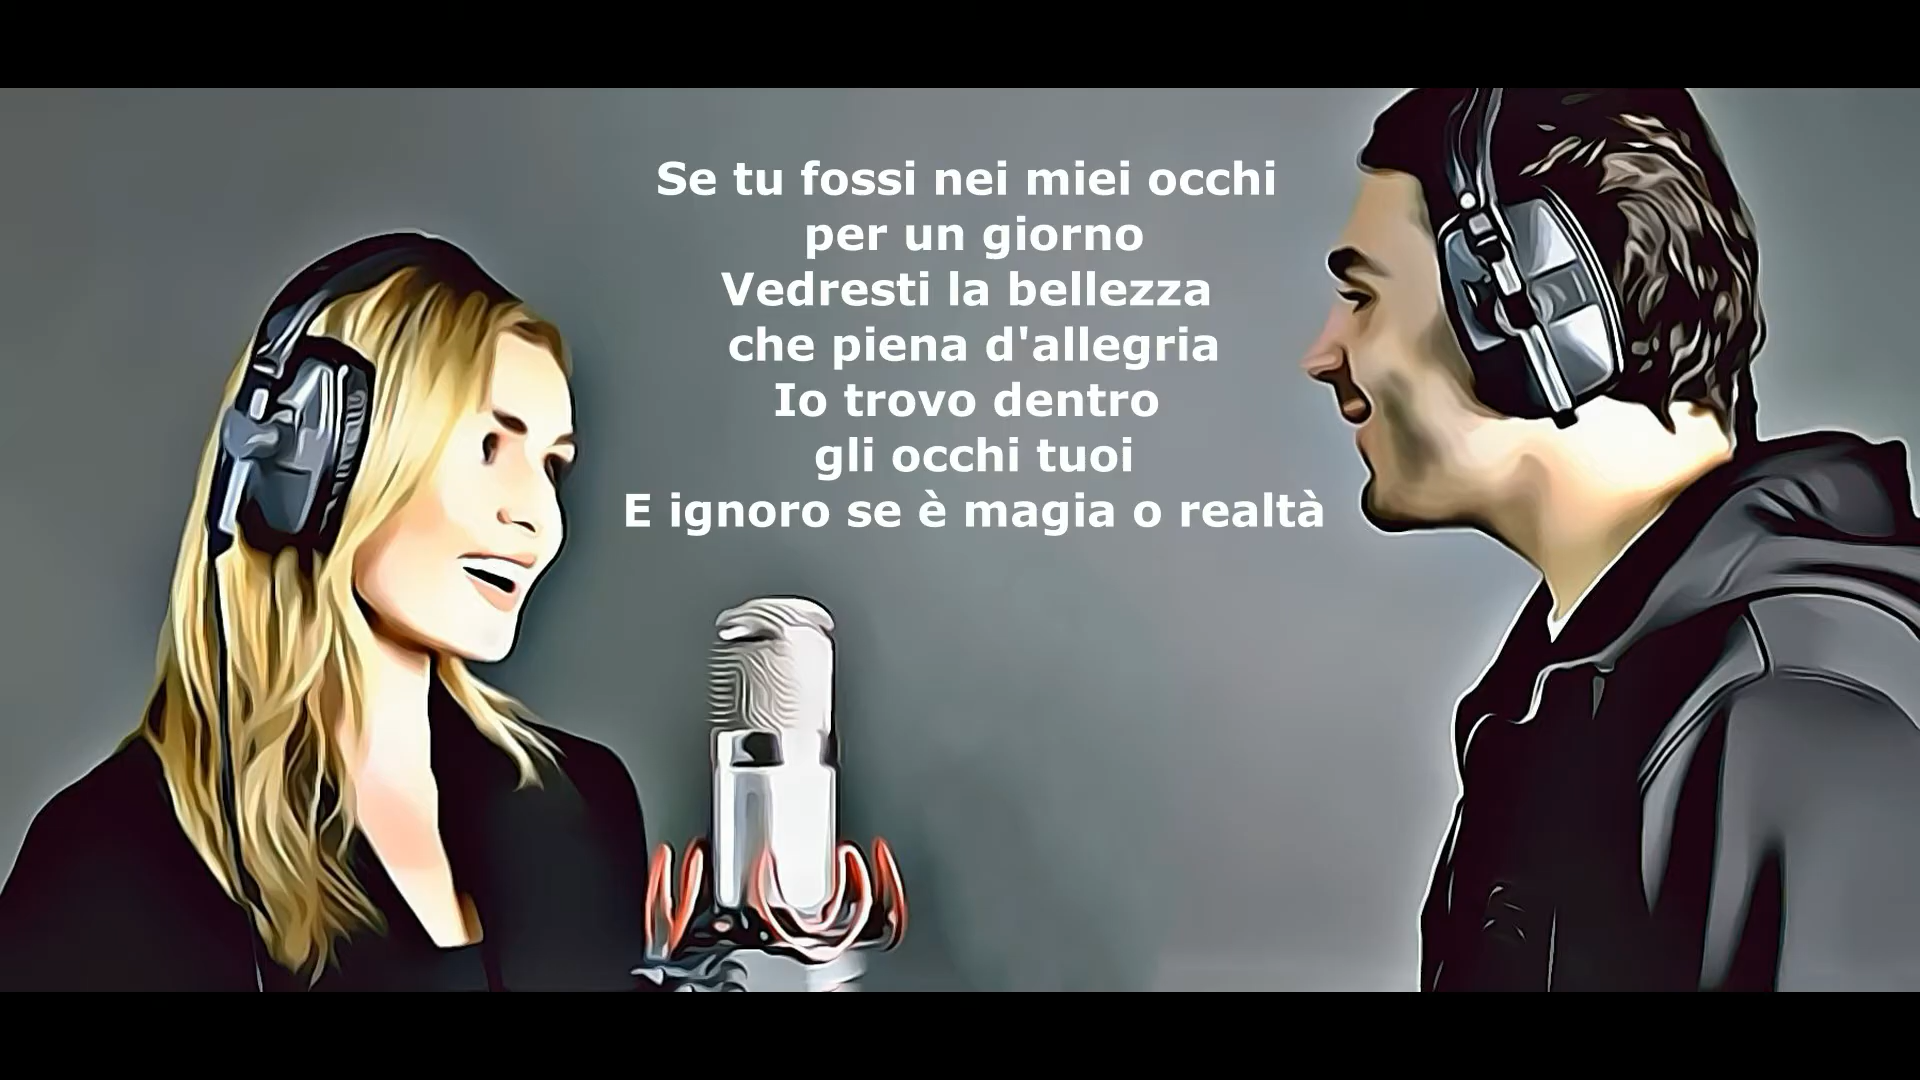 Se tu fossi nei miei occhi
per un giorno
Vedresti la bellezza
che piena d'allegria
Io trovo dentro
gli occhi tuoi
E ignoro se è magia o realtà